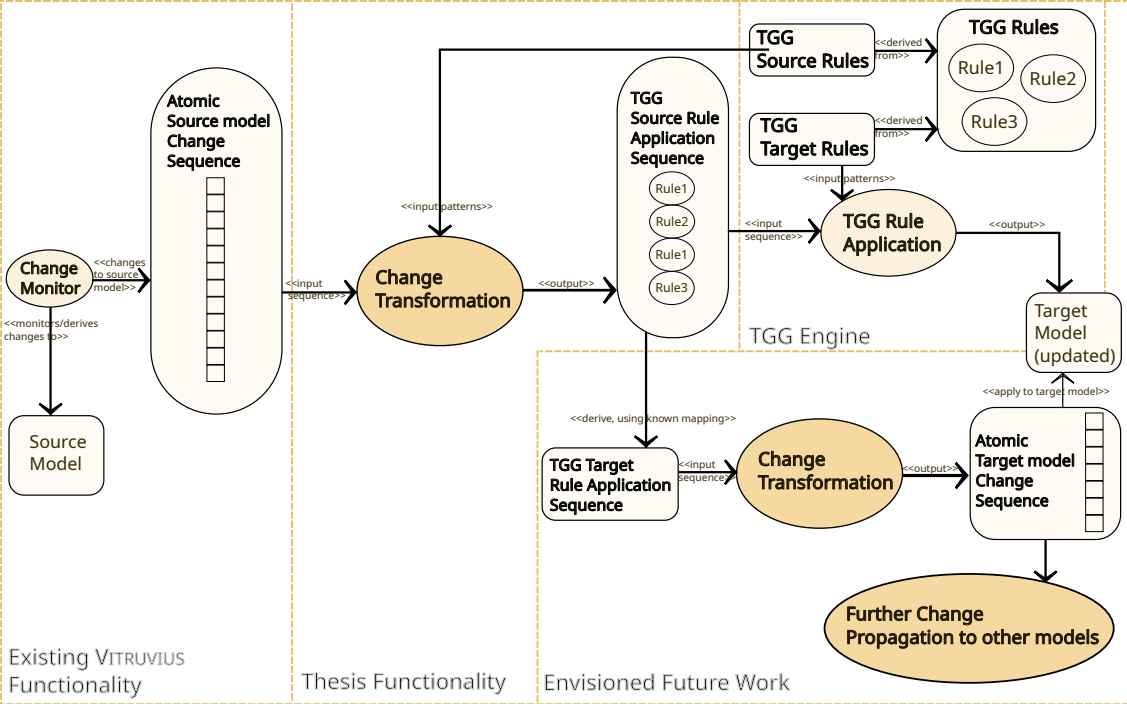 Atomic
Source model
Change
Sequence
Change
Monitor
<<changes
to source
model>>
<<monitors/derives
changes to>>
Source
Model
Existing VITRUVIUS
Functionality
<<input
sequence>>
<<input patterns>>
Change
Transformation
<<output>>
Thesis Functionality
TGG
Source Rule
Application
Sequence
Rule1
Rule2
Rule1
Rule3
TGG
Source Rules
<<derived
from>>
TGG Rules
Rule1
Rule2
Rule3
TGG
Target Rules
<<derived
from>>
<<input patterns>>
<<input
sequence>>
TGG Rule
Application
<<output>>
TGG Engine
Target
Model
(updated)
<<apply to target model>>
<<derive, using known mapping>>
TGG Target
Rule Application
Sequence
<<input
sequence>>
Change
Transformation
<<output>>
Atomic
Target model
Change
Sequence
Further Change
Propagation to other models
Envisioned Future Work